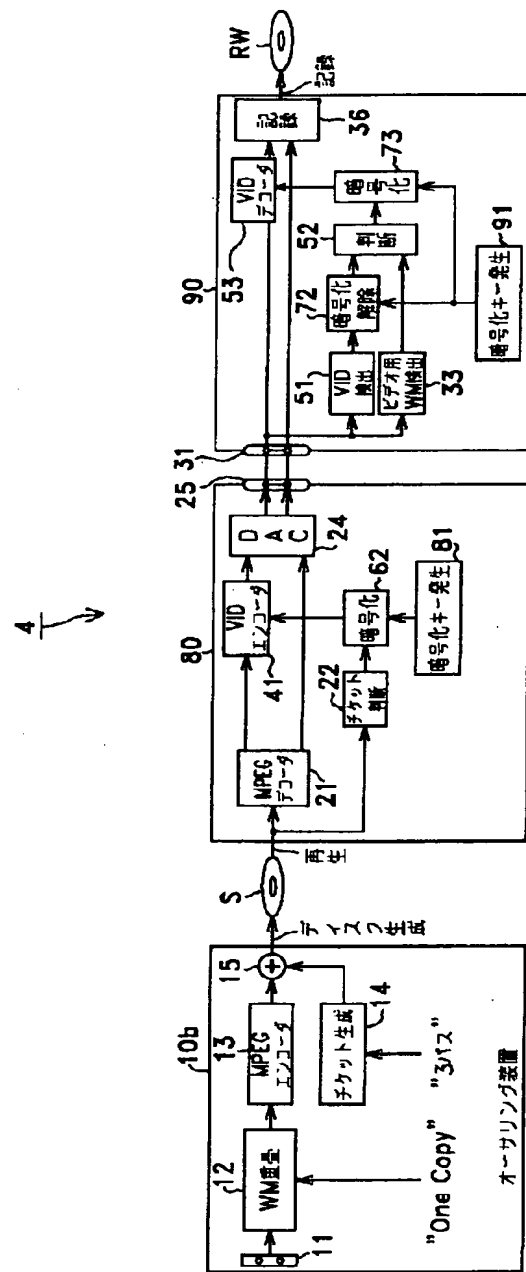 4
10b
11
12
WM重畳
13
MPEG
エンコーダ
15
14
チケット生成
"One Copy"
"3パス"
オーサリング装置
S
ディスク生成
再生
80
21
MPEG
デコーダ
22
チケット
判断
41
VID
エンコーダ
62
暗号化
81
暗号化キー発生
24
D
A
C
25
31
90
51
VID
検出
33
ビデオ用
WM検出
72
暗号化
解除
52
判断
53
VID
デコーダ
73
暗号化
91
暗号化キー発生
36
記録
記録
RW